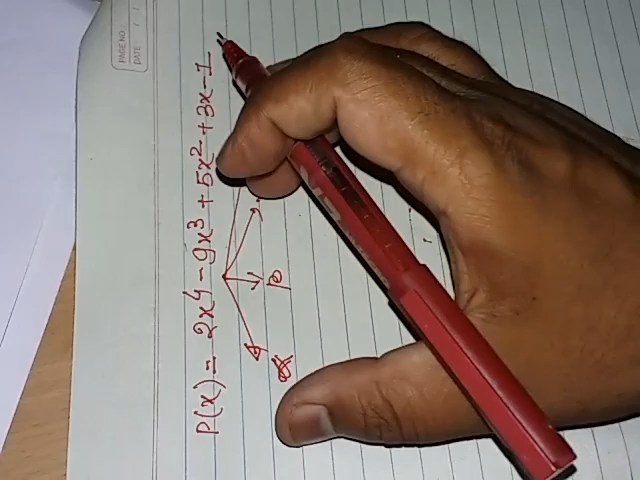 PAGE NO.:
DATE: / /
P(x) = 2x⁴ - 9x³ + 5x² + 3x - 1
α β